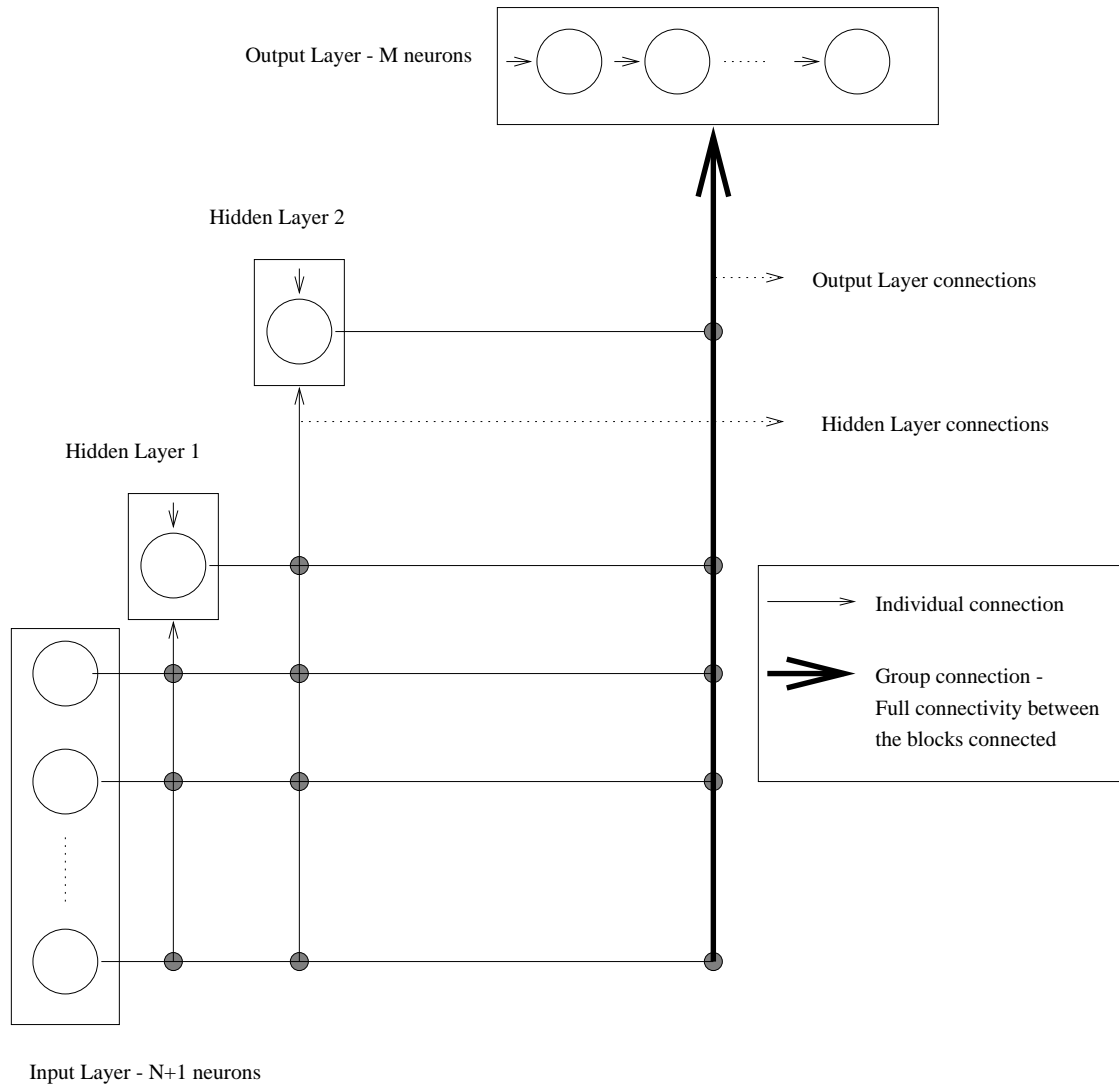 Output Layer - M neurons
Hidden Layer 2
Output Layer connections
Hidden Layer connections
Hidden Layer 1
Individual connection
Group connection -
Full connectivity between
the blocks connected
Input Layer - N+1 neurons